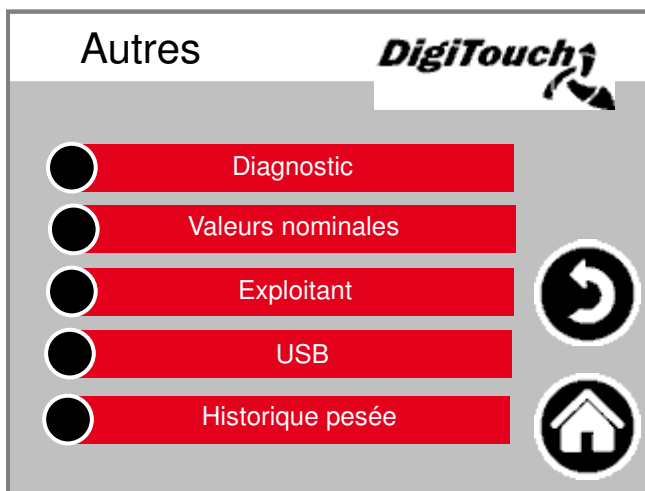 Autres
DigiTouch
Diagnostic
Valeurs nominales
Exploitant
USB
Historique pesée